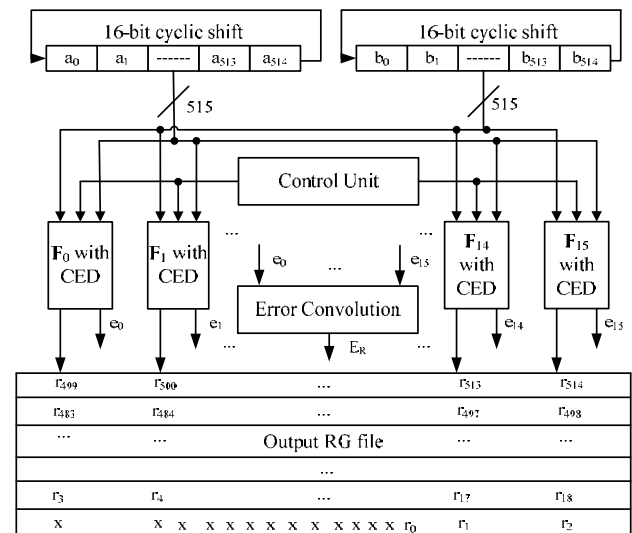 16-bit cyclic shift 16-bit cyclic shift
a0 a1 ------ a513 a514 b0 b1 ------ b513 b514
515 515
Control Unit
F0 with CED
F1 with CED
F14 with CED
F15 with CED
... ...
e0 ... e15
Error Convolution
e0 e1 ... ER ... e14 e15
r499 r500 ... r513 r514
r483 r484 ... r497 r498
... ... ... ... ...
Output RG file
...
r3 r4 ... r17 r18
x x x x x x x x x x x x x r0 r1 r2